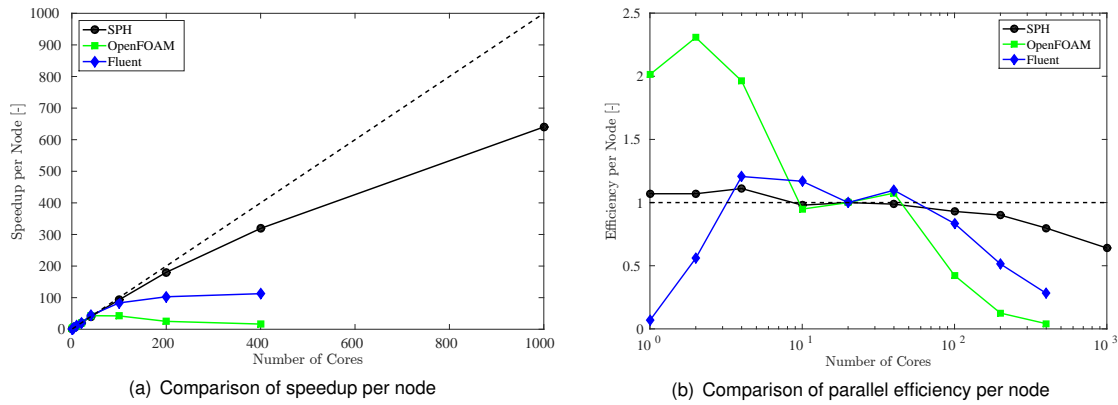 1000
900
800
700
600
500
400
300
200
100
0
Speedup per Node [-]
SPH
OpenFOAM
Fluent
0 200 400 600 800 1000
Number of Cores
(a) Comparison of speedup per node
2.5
2
1.5
1
0.5
0
Efficiency per Node [-]
SPH
OpenFOAM
Fluent
10^0 10^1 10^2 10^3
Number of Cores
(b) Comparison of parallel efficiency per node